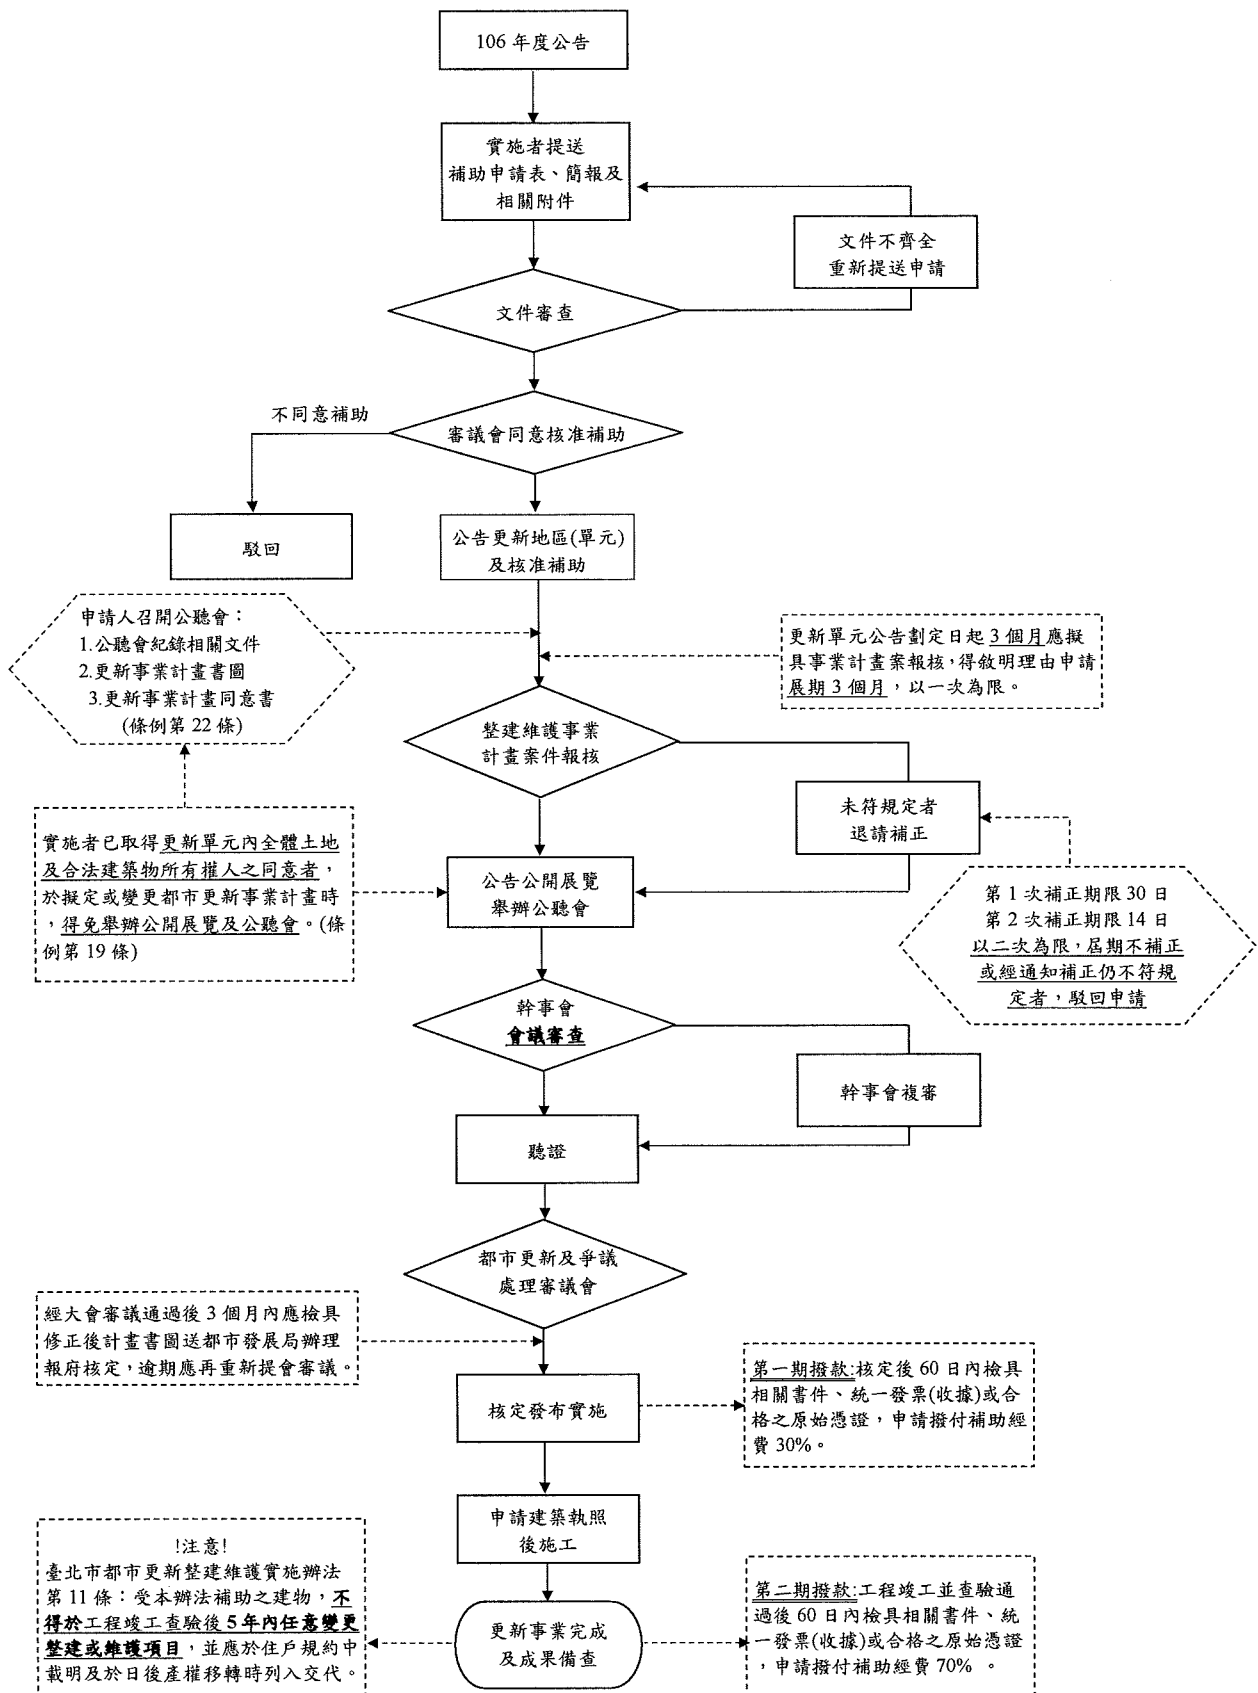 106 年度公告
實施者提送
補助申請表、簡報及
相關附件
文件不齊全
重新提送申請
文件審查
不同意補助
審議會同意核准補助
駁回
公告更新地區(單元)
及核准補助
申請人召開公聽會：
1.公聽會紀錄相關文件
2.更新事業計畫書圖
3.更新事業計畫同意書
(條例第 22 條)
更新單元公告劃定日起 3 個月應擬
具事業計畫案報核，得敘明理由申請
展期 3 個月，以一次為限。
整建維護事業
計畫案件報核
未符規定者
退請補正
實施者已取得更新單元內全體土地
及合法建築物所有權人之同意者，
於擬定或變更都市更新事業計畫時
，得免舉辦公開展覽及公聽會。(條
例第 19 條)
公告公開展覽
舉辦公聽會
第 1 次補正期限 30 日
第 2 次補正期限 14 日
以二次為限，屆期不補正
或經通知補正仍不符規
定者，駁回申請
幹事會
會議審查
幹事會複審
聽證
都市更新及爭議
處理審議會
經大會審議通過後 3 個月內應檢具
修正後計畫書圖送都市發展局辦理
報府核定，逾期應再重新提會審議。
核定發布實施
第一期撥款:核定後 60 日內檢具
相關書件、統一發票(收據)或合
格之原始憑證，申請撥付補助經
費 30%。
申請建築執照
後施工
!注意!
臺北市都市更新整建維護實施辦法
第 11 條：受本辦法補助之建物，不
得於工程竣工查驗後 5 年內任意變更
整建或維護項目，並應於住戶規約中
載明及於日後產權移轉時列入交代。
更新事業完成
及成果備查
第二期撥款:工程竣工並查驗通
過後 60 日內檢具相關書件、統
一發票(收據)或合格之原始憑證
，申請撥付補助經費 70% 。